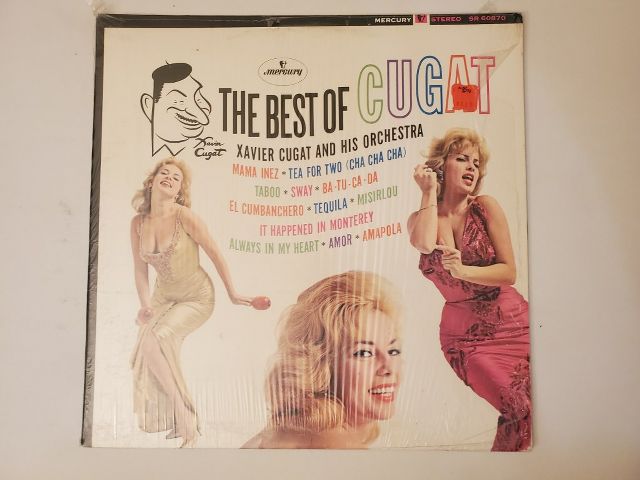 MERCURY STEREO SR 60870
mercury
THE BEST OF CUGAT
Xavier Cugat
XAVIER CUGAT AND HIS ORCHESTRA
MAMA INEZ * TEA FOR TWO (CHA CHA CHA)
TABOO * SWAY * BA-TU-CA-DA
EL CUMBANCHERO * TEQUILA * MISIRLOU
IT HAPPENED IN MONTEREY
ALWAYS IN MY HEART * AMOR * AMAPOLA